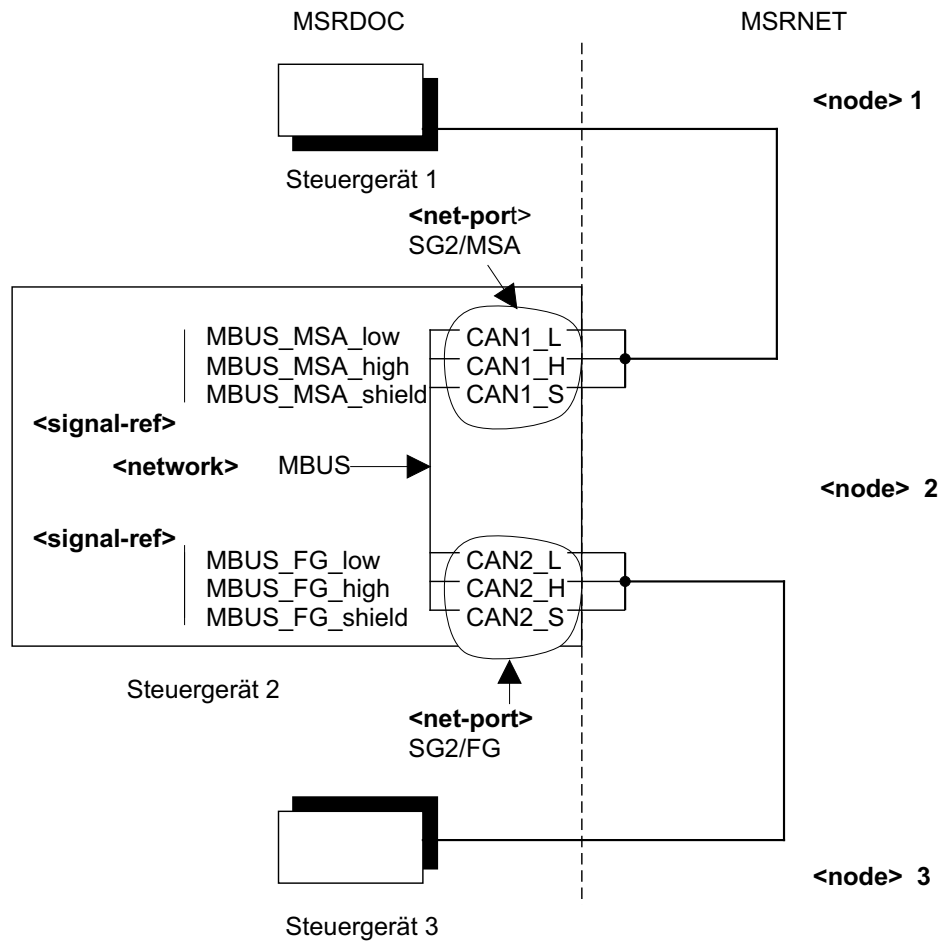 MSRDOC MSRNET
<node> 1
Steuergerät 1
<net-port>
SG2/MSA
MBUS_MSA_low CAN1_L
MBUS_MSA_high CAN1_H
MBUS_MSA_shield CAN1_S
<signal-ref>
<network> MBUS
<node> 2
<signal-ref>
MBUS_FG_low CAN2_L
MBUS_FG_high CAN2_H
MBUS_FG_shield CAN2_S
Steuergerät 2
<net-port>
SG2/FG
<node> 3
Steuergerät 3